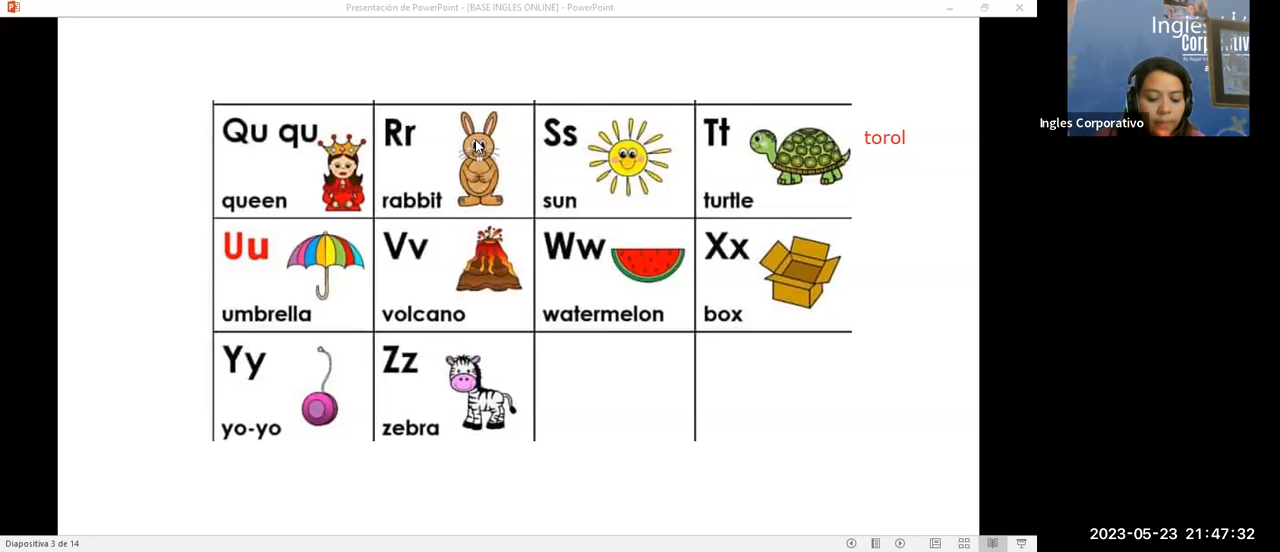 Presentación de PowerPoint - [BASE INGLES ONLINE] - PowerPoint
Qu qu
Rr
Ss
Tt
torol
queen
rabbit
sun
turtle
Uu
Vv
Ww
Xx
umbrella
volcano
watermelon
box
Yy
Zz
yo-yo
zebra
Diapositiva 3 de 14
Inglés
Ingles Corporativo
2023-05-23 21:47:32